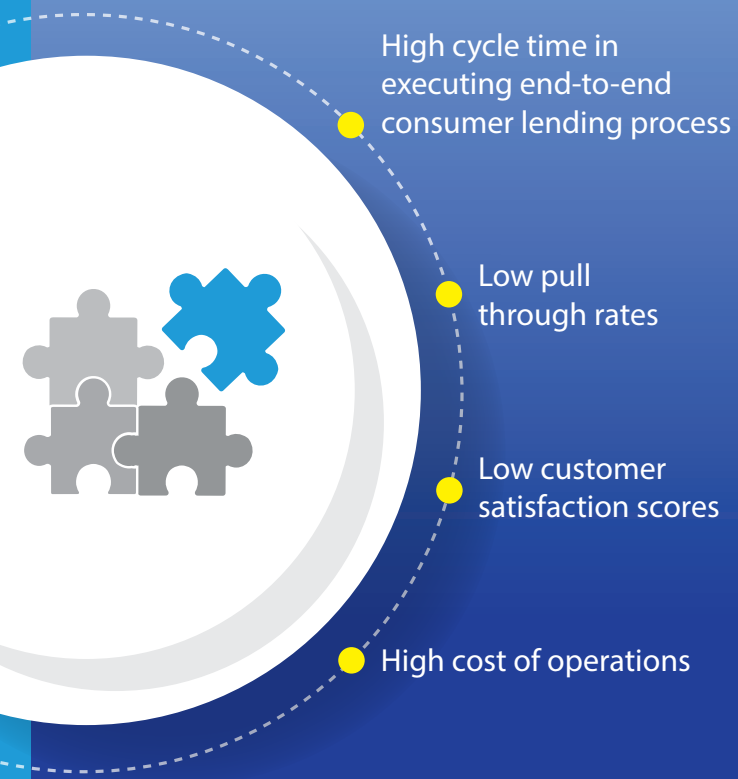 High cycle time in
executing end-to-end
consumer lending process
Low pull
through rates
Low customer
satisfaction scores
High cost of operations